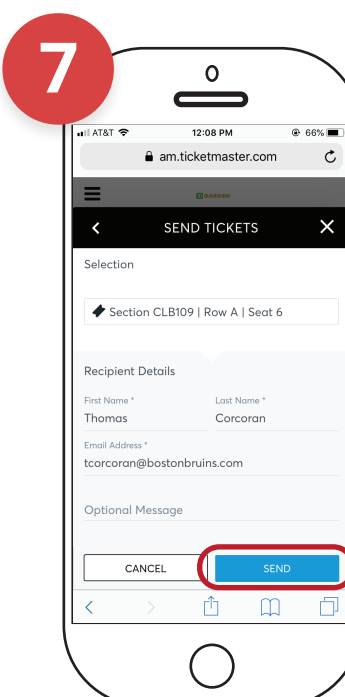 7
AT&T 12:08 PM 66%
am.ticketmaster.com
SEND TICKETS
Selection
Section CLB109 | Row A | Seat 6
Recipient Details
First Name * Last Name *
Thomas Corcoran
Email Address *
tcorcoran@bostonbruins.com
Optional Message
CANCEL SEND